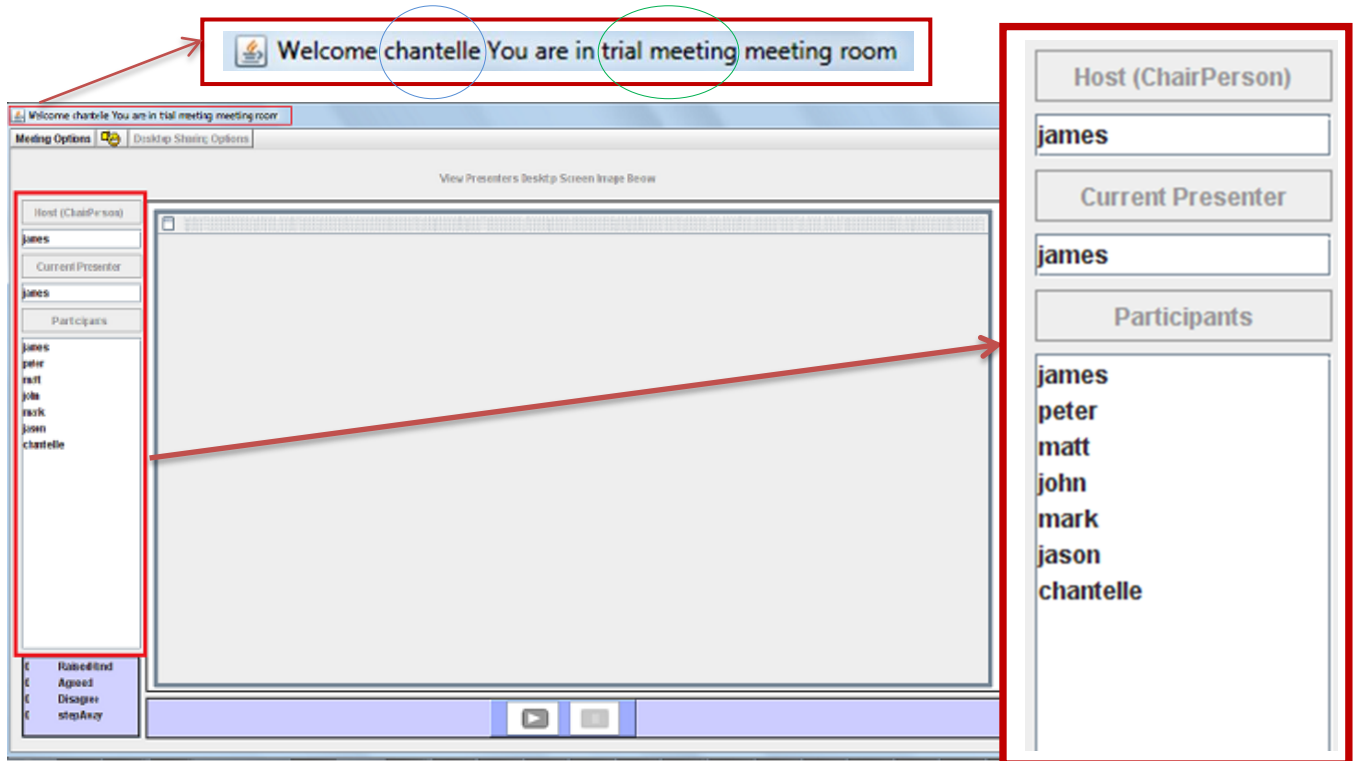 Welcome chantelle You are in trial meeting meeting room
Welcome chantelle You are in trial meeting meeting room
Meeting Options Desktop Sharing Options
View Presenters Desktop Screen Image Below
Host (ChairPerson)
james
Current Presenter
james
Participants
james
peter
matt
john
mark
jason
chantelle
RaisedHand
Agreed
Disagree
stepAway
Host (ChairPerson)
james
Current Presenter
james
Participants
james
peter
matt
john
mark
jason
chantelle